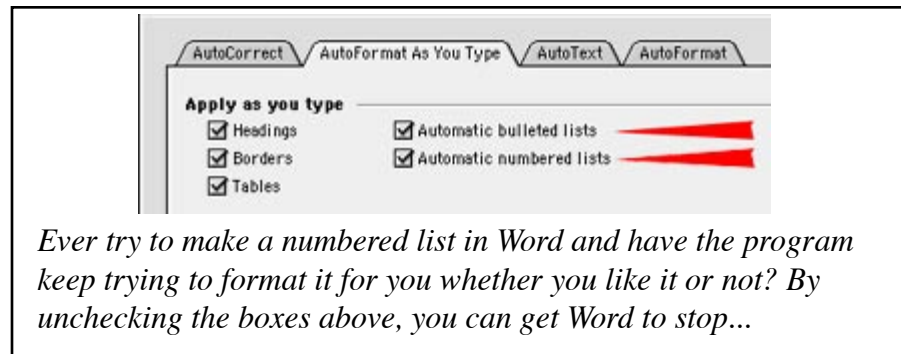 AutoCorrect AutoFormat As You Type AutoText AutoFormat
Apply as you type
Headings Automatic bulleted lists
Borders Automatic numbered lists
Tables
Ever try to make a numbered list in Word and have the program
keep trying to format it for you whether you like it or not? By
unchecking the boxes above, you can get Word to stop...